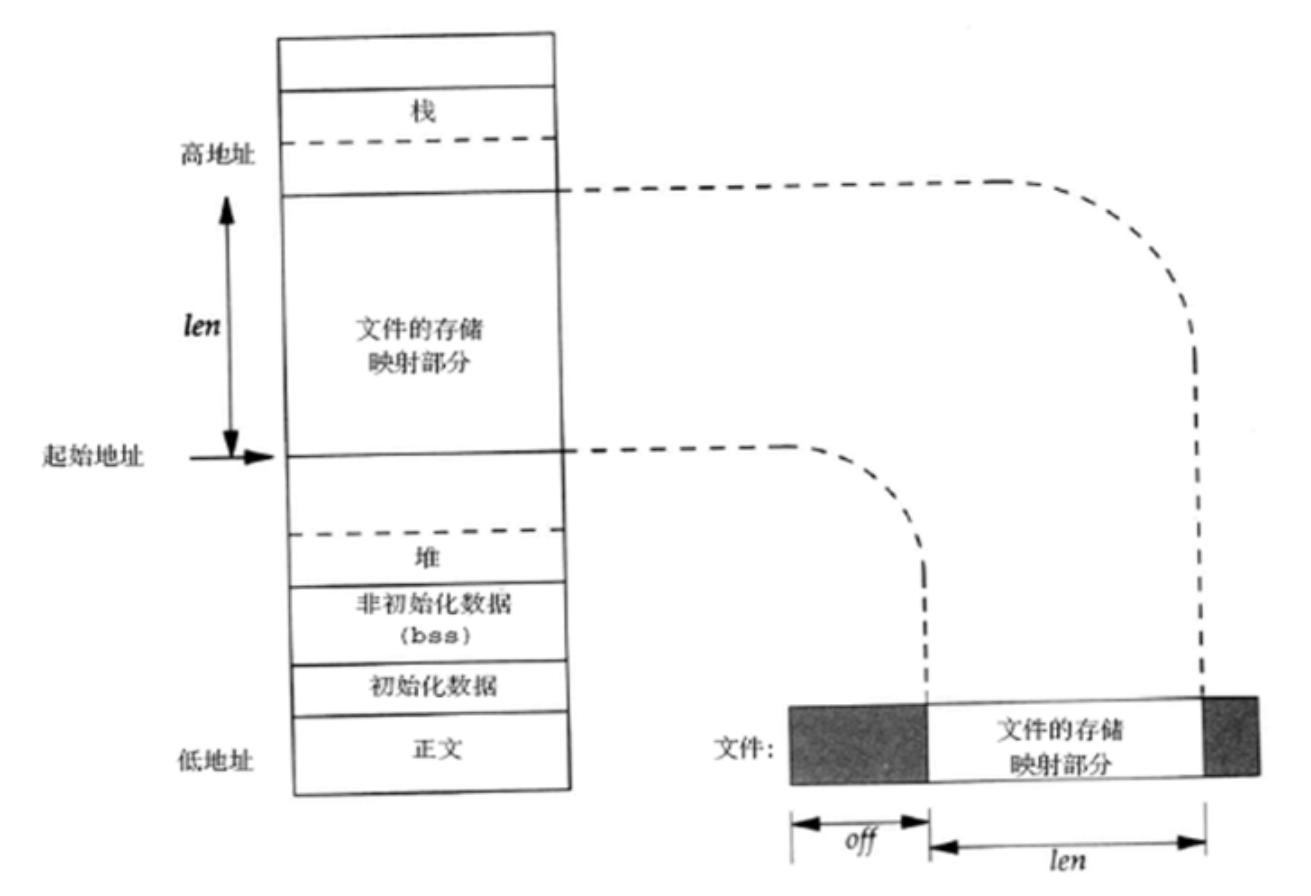 栈
高地址
len
文件的存储
映射部分
起始地址
堆
非初始化数据
(bss)
初始化数据
低地址
正文
文件:
文件的存储
映射部分
off
len